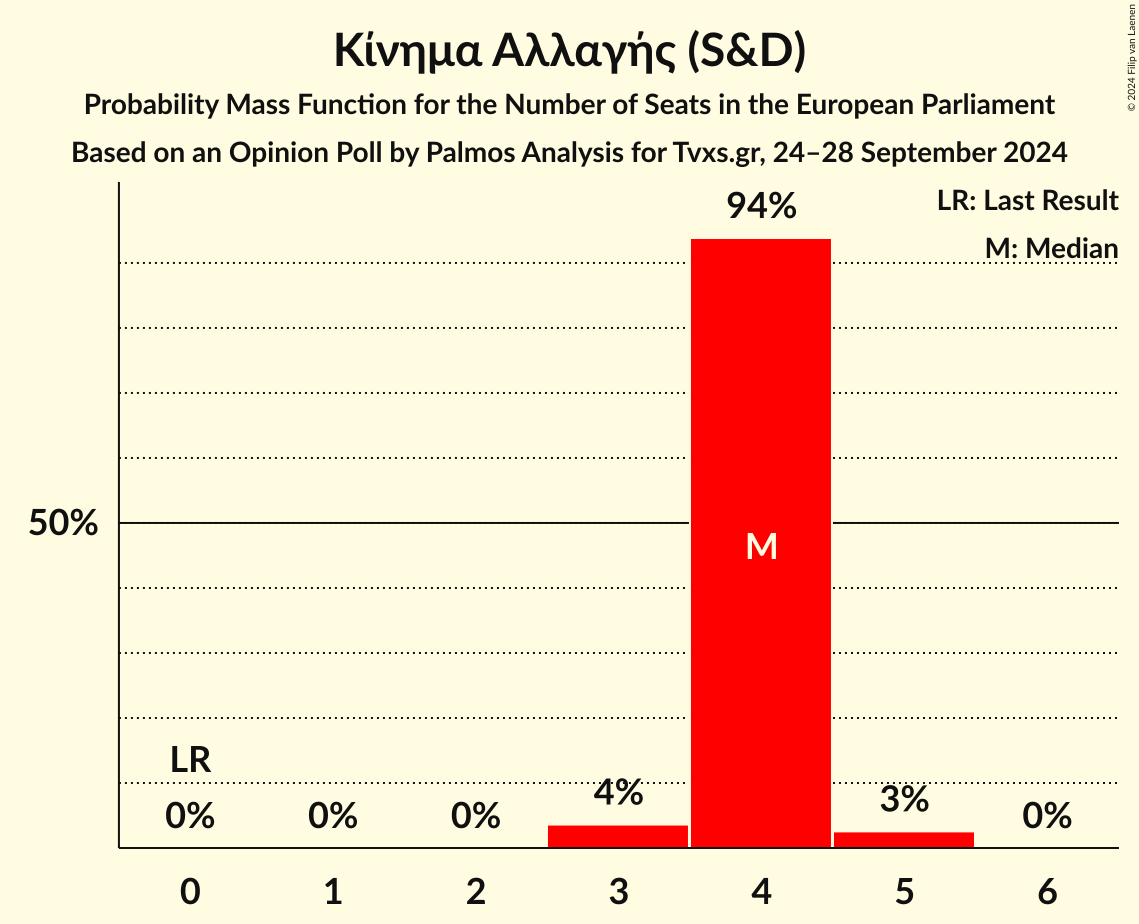 Κίνημα Αλλαγής (S&D)
Probability Mass Function for the Number of Seats in the European Parliament
Based on an Opinion Poll by Palmos Analysis for Tvxs.gr, 24–28 September 2024
© 2024 Filip van Laenen
LR: Last Result
M: Median
94%
50%
M
LR
0%
0%
0%
4%
3%
0%
0
1
2
3
4
5
6